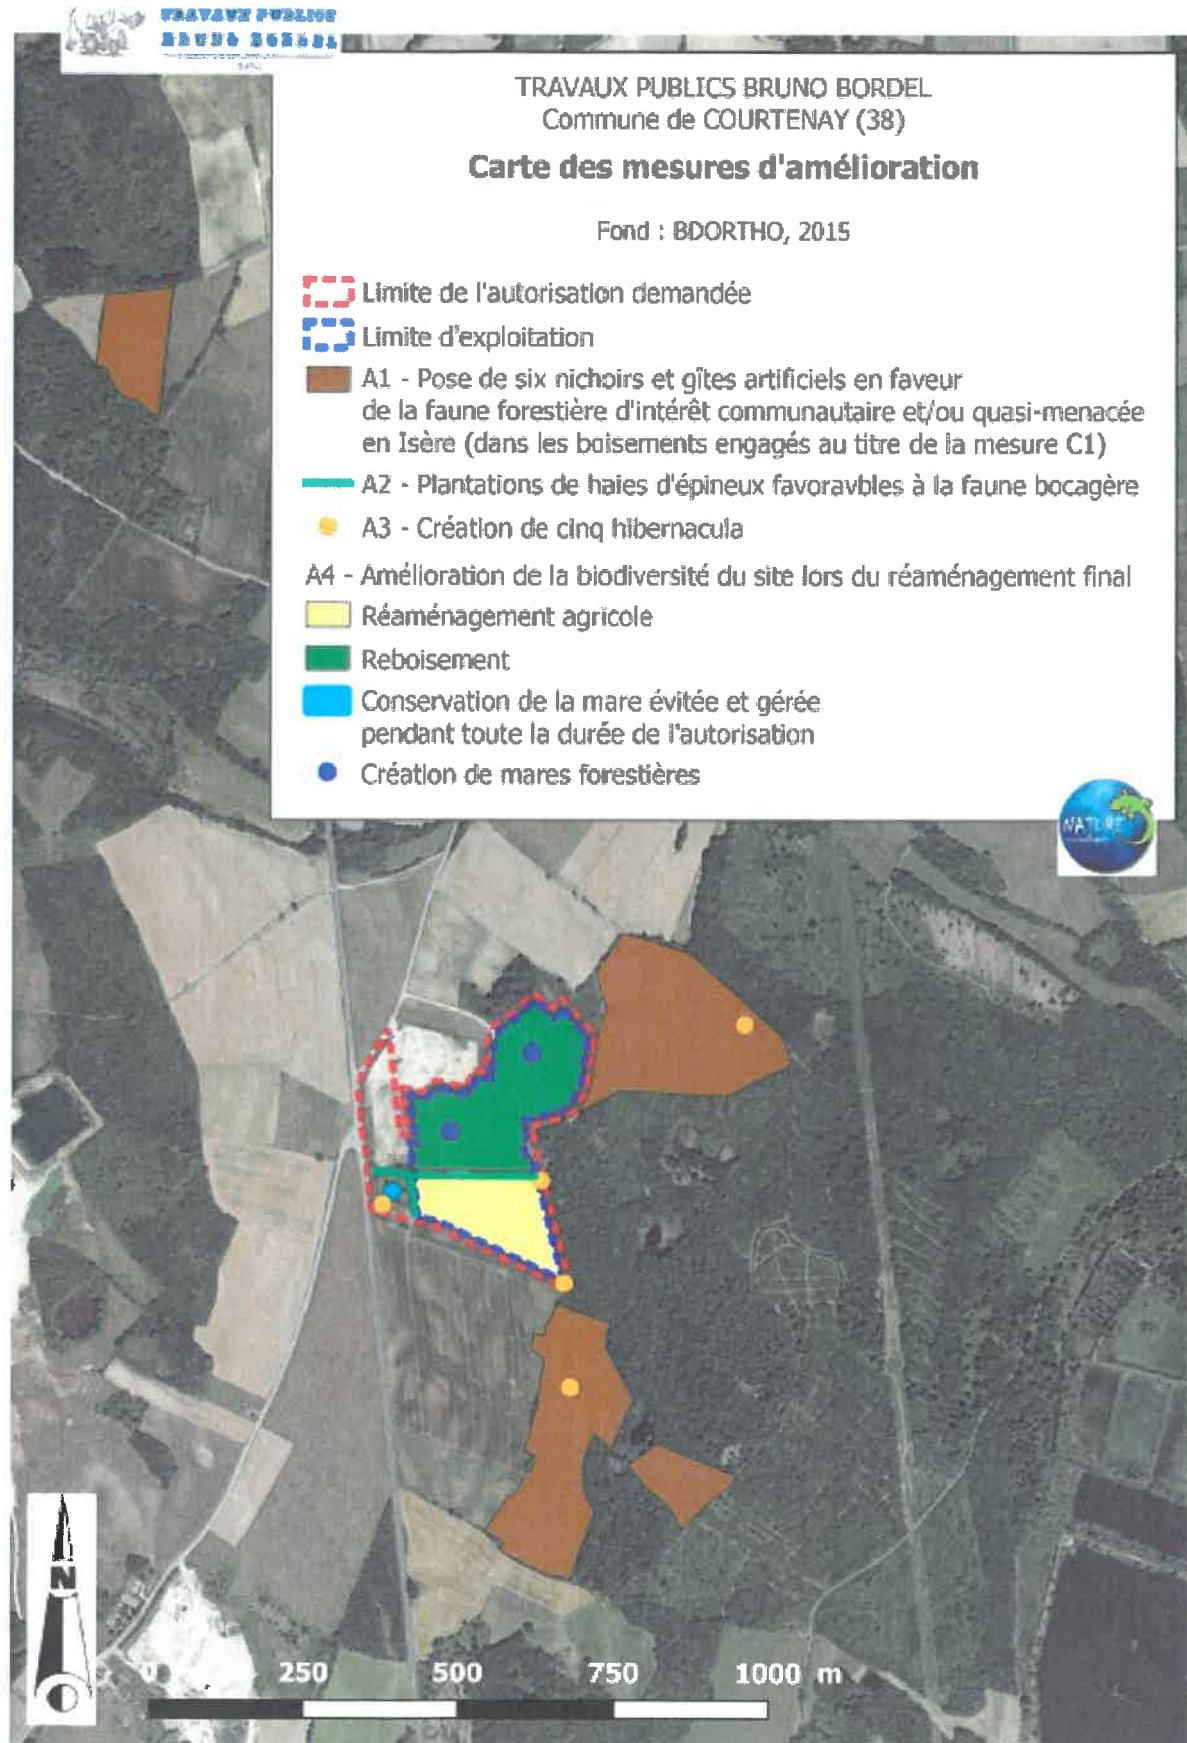 TRAVAUX PUBLICS
BRUNO BORDEL
TRAVAUX PUBLICS BRUNO BORDEL
Commune de COURTENAY (38)
Carte des mesures d'amélioration
Fond : BDORTHO, 2015
Limite de l'autorisation demandée
Limite d'exploitation
A1 - Pose de six nichoirs et gîtes artificiels en faveur
de la faune forestière d'intérêt communautaire et/ou quasi-menacée
en Isère (dans les boisements engagés au titre de la mesure C1)
A2 - Plantations de haies d'épineux favoravbles à la faune bocagère
A3 - Création de cinq hibernacula
A4 - Amélioration de la biodiversité du site lors du réaménagement final
Réaménagement agricole
Reboisement
Conservation de la mare évitée et gérée
pendant toute la durée de l'autorisation
Création de mares forestières
NATURE
N
0 250 500 750 1000 m